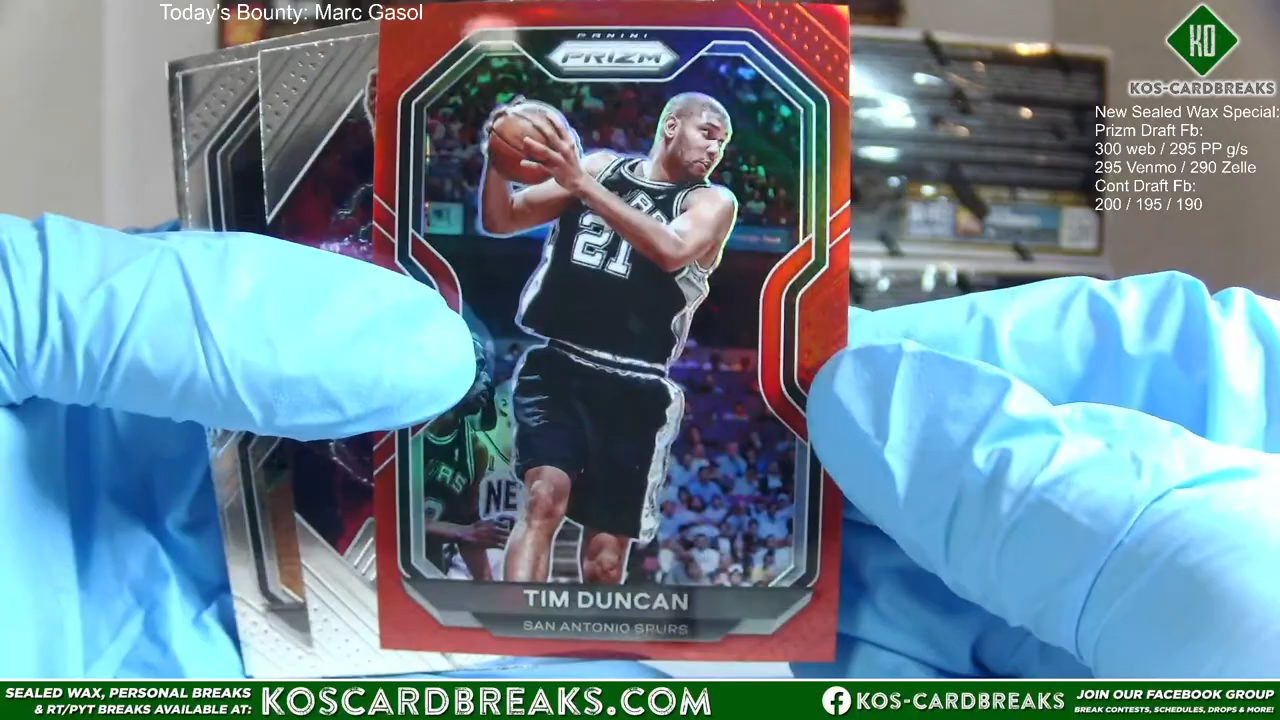 Today's Bounty: Marc Gasol
KO
KOS-CARDBREAKS
New Sealed Wax Special:
Prizm Draft Fb:
300 web / 295 PP g/s
295 Venmo / 290 Zelle
Cont Draft Fb:
200 / 195 / 190
PANINI
PRIZM
21
NE
TIM DUNCAN
SAN ANTONIO SPURS
SEALED WAX, PERSONAL BREAKS
& RT/PYT BREAKS AVAILABLE AT:
KOSCARDBREAKS.COM
KOS-CARDBREAKS
JOIN OUR FACEBOOK GROUP
BREAK CONTESTS, SCHEDULES, DROPS & MORE!